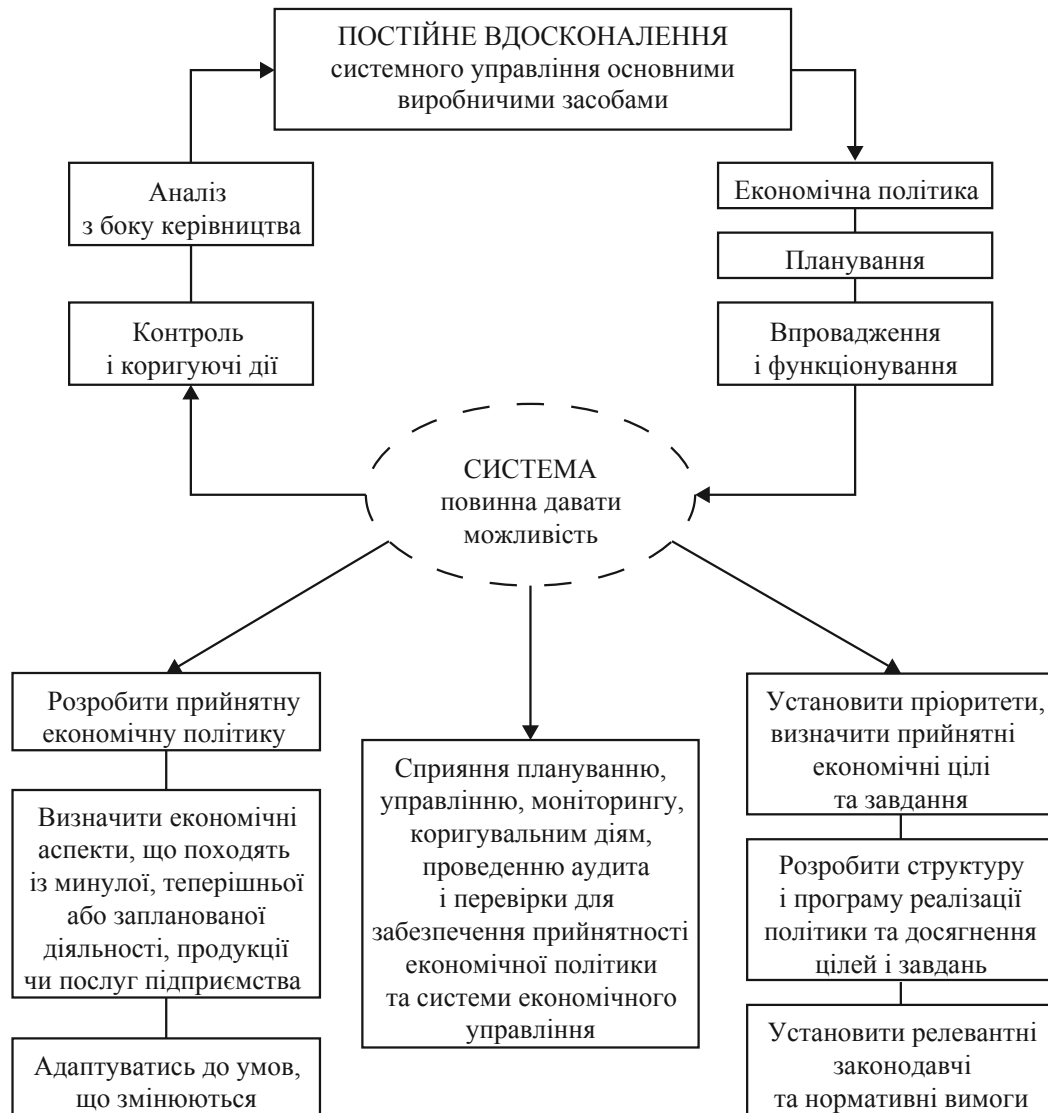 ПОСТІЙНЕ ВДОСКОНАЛЕННЯ
системного управління основними
виробничими засобами
Аналіз
з боку керівництва
Контроль
і коригуючі дії
Економічна політика
Планування
Впровадження
і функціонування
СИСТЕМА
повинна давати
можливість
Розробити прийнятну
економічну політику
Визначити економічні
аспекти, що походять
із минулої, теперішньої
або запланованої
діяльності, продукції
чи послуг підприємства
Адаптуватись до умов,
що змінюються
Сприяння плануванню,
управлінню, моніторингу,
коригувальним діям,
проведенню аудита
і перевірки для
забезпечення прийнятності
економічної політики
та системи економічного
управління
Установити пріоритети,
визначити прийнятні
економічні цілі
та завдання
Розробити структуру
і програму реалізації
політики та досягнення
цілей і завдань
Установити релевантні
законодавчі
та нормативні вимоги